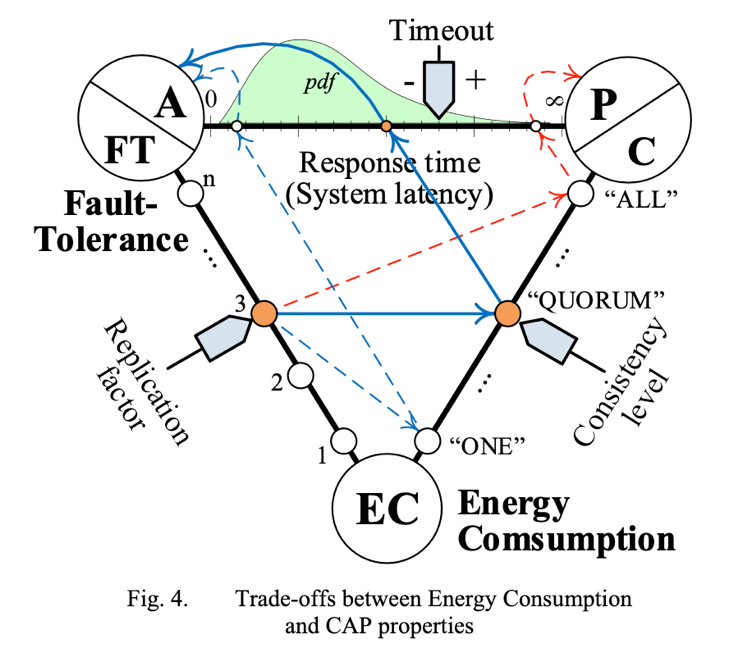 Timeout
- +
pdf
A
0
∞
P
FT
C
Response time
(System latency)
n
"ALL"
Fault-
Tolerance
...
...
3
"QUORUM"
Replication
factor
Consistency
level
2
...
1
"ONE"
EC
Energy
Comsumption
Fig. 4. Trade-offs between Energy Consumption
and CAP properties